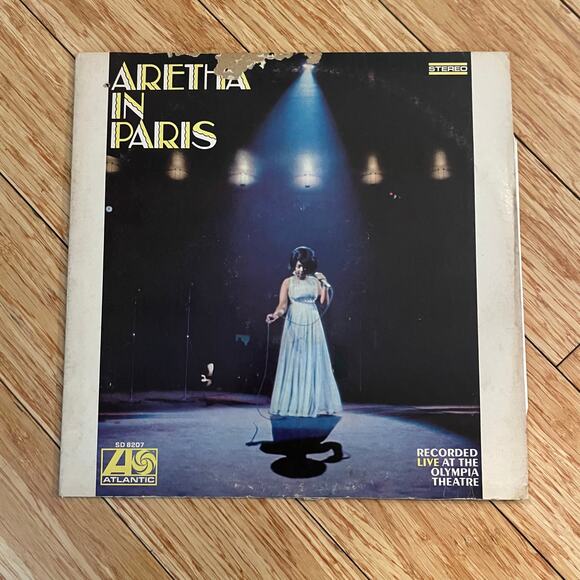 ARETHA
IN
PARIS
STEREO
SD 8207
ATLANTIC
RECORDED
LIVE AT THE
OLYMPIA
THEATRE